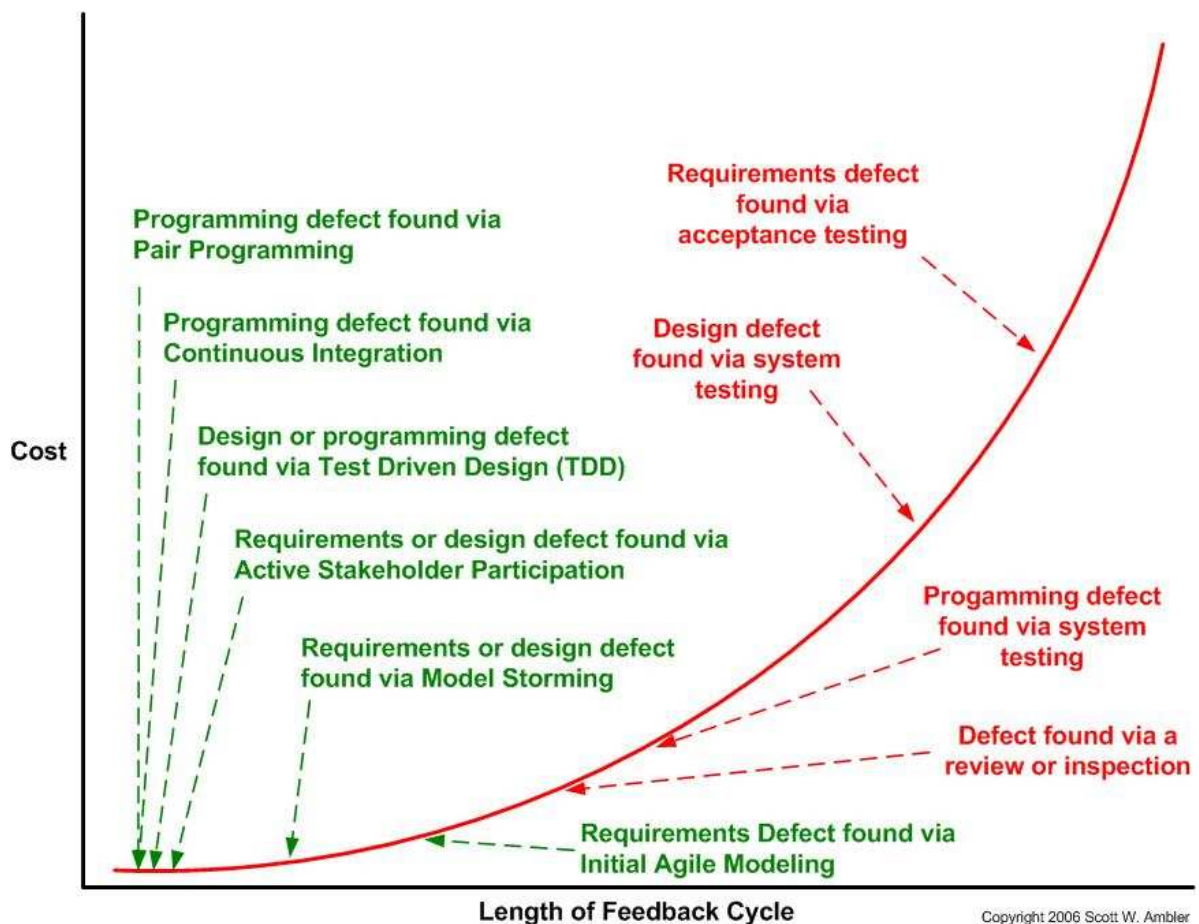 Programming defect found via
Pair Programming
Programming defect found via
Continuous Integration
Design or programming defect
found via Test Driven Design (TDD)
Requirements or design defect found via
Active Stakeholder Participation
Requirements or design defect
found via Model Storming
Requirements Defect found via
Initial Agile Modeling
Requirements defect
found via
acceptance testing
Design defect
found via system
testing
Progamming defect
found via system
testing
Defect found via a
review or inspection
Cost
Length of Feedback Cycle
Copyright 2006 Scott W. Ambler